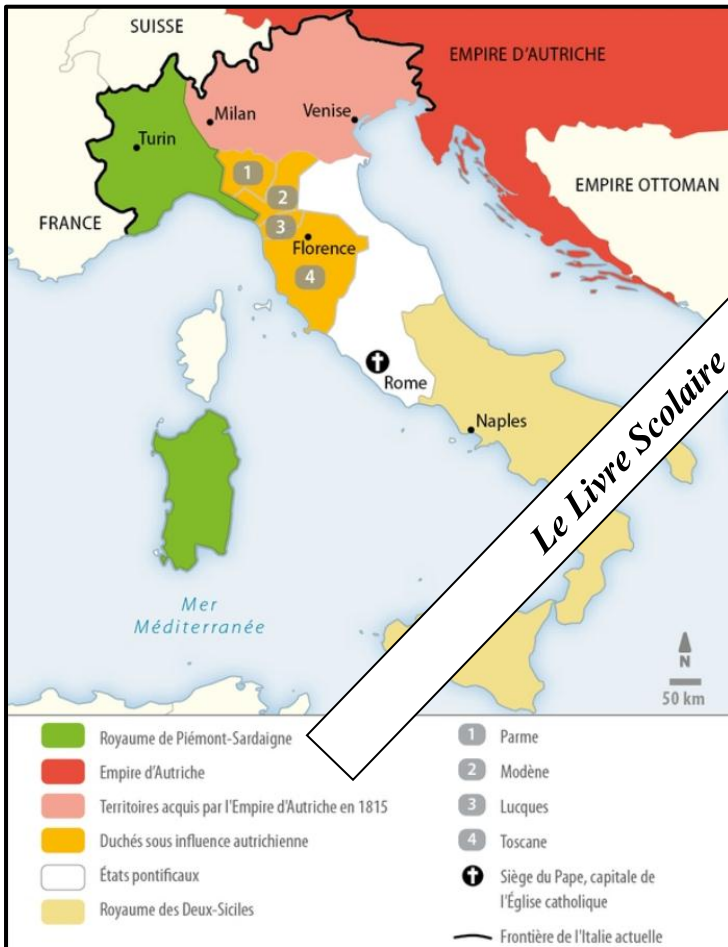 SUISSE
EMPIRE D'AUTRICHE
Milan
Venise
Turin
1
EMPIRE OTTOMAN
2
FRANCE
3
Florence
4
Rome
Naples
Le Livre Scolaire
Mer
Méditerranée
N
50 km
Royaume de Piémont-Sardaigne
Empire d'Autriche
Territoires acquis par l'Empire d'Autriche en 1815
Duchés sous influence autrichienne
États pontificaux
Royaume des Deux-Siciles
1 Parme
2 Modène
3 Lucques
4 Toscane
Siège du Pape, capitale de
l'Église catholique
Frontière de l'Italie actuelle